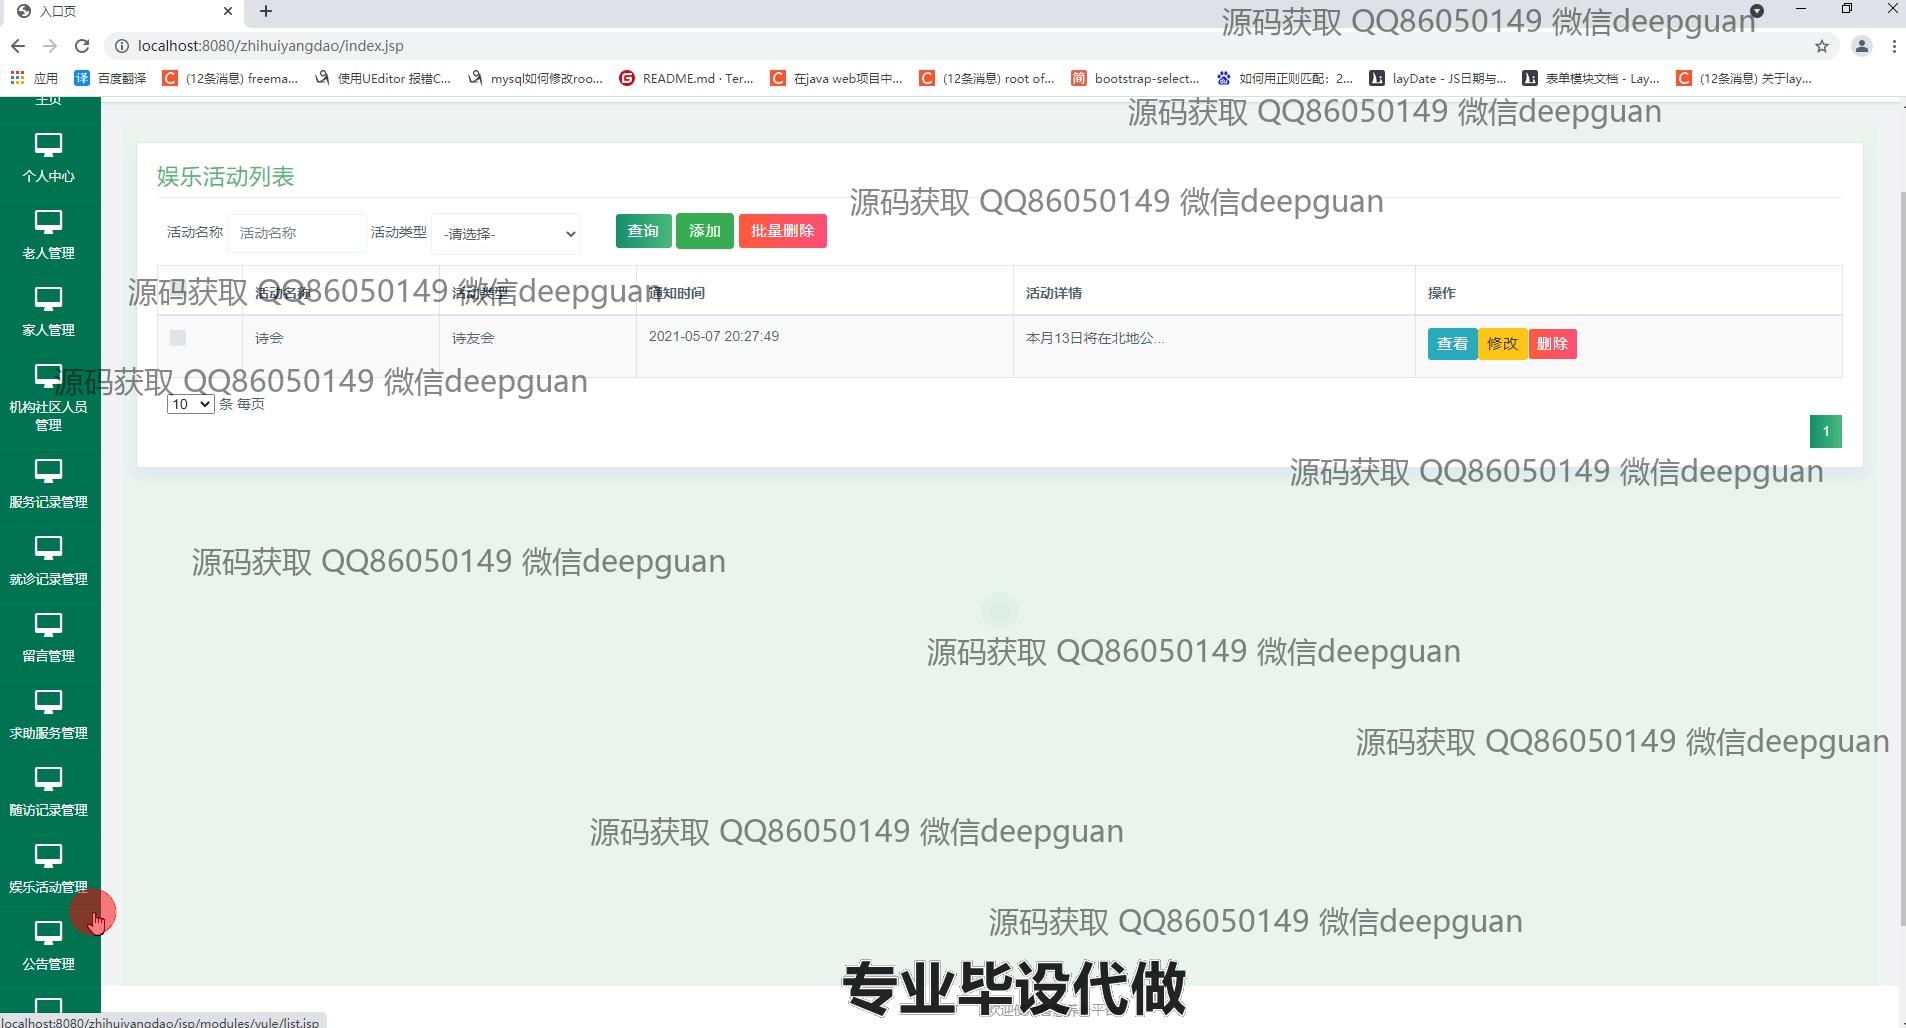 入口页
源码获取 QQ86050149 微信deepguan
localhost:8080/zhihuiyangdao/index.jsp
应用 百度翻译 (12条消息) freema... 使用UEditor 报错C... mysql如何修改roo... README.md · Ter... 在java web项目中... (12条消息) root of... bootstrap-select... 如何用正则匹配：2... layDate - JS日期与... 表单模块文档 - Lay... (12条消息) 关于lay...
主页
源码获取 QQ86050149 微信deepguan
个人中心
娱乐活动列表
源码获取 QQ86050149 微信deepguan
活动名称 活动名称 活动类型 -请选择- 查询 添加 批量删除
老人管理
源码获取 QQ86050149 微信deepguan
活动名称 活动类型 通知时间 活动详情 操作
家人管理
诗会 诗友会 2021-05-07 20:27:49 本月13日将在北地公... 查看 修改 删除
源码获取 QQ86050149 微信deepguan
10 条 每页
机构社区人员
管理
1
源码获取 QQ86050149 微信deepguan
服务记录管理
源码获取 QQ86050149 微信deepguan
就诊记录管理
留言管理
源码获取 QQ86050149 微信deepguan
求助服务管理
源码获取 QQ86050149 微信deepguan
随访记录管理
源码获取 QQ86050149 微信deepguan
娱乐活动管理
源码获取 QQ86050149 微信deepguan
公告管理
专业毕设代做
localhost:8080/zhihuiyangdao/jsp/modules/yule/list.jsp